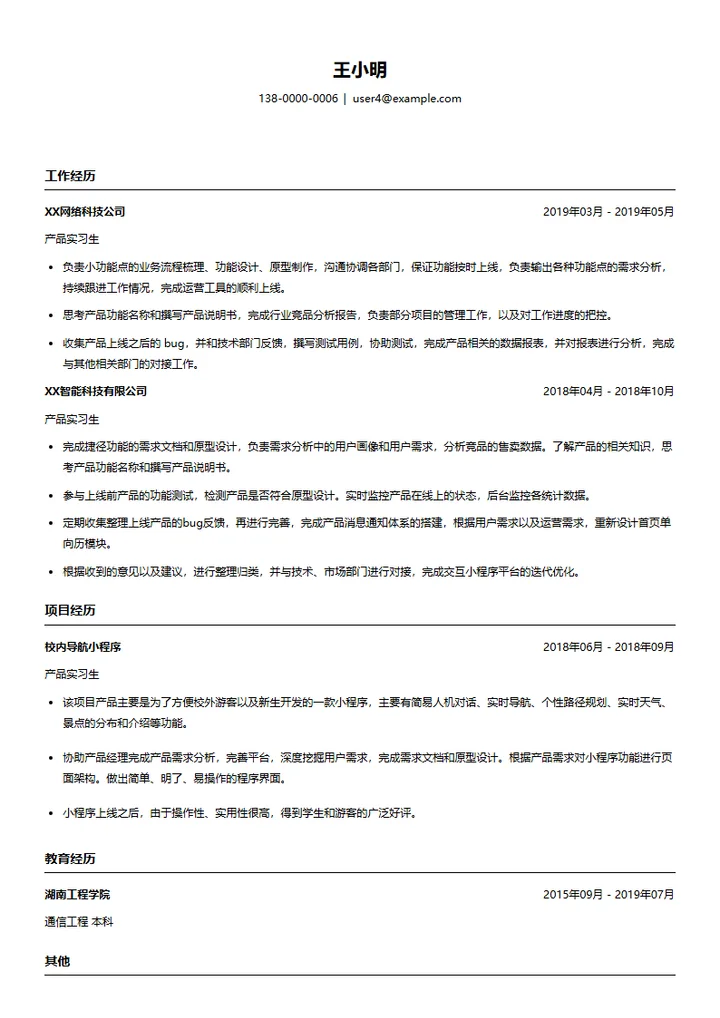 王小明
138-0000-0006 | user4@example.com
工作经历
XX网络科技公司 2019年03月 - 2019年05月
产品实习生
• 负责小功能点的业务流程梳理、功能设计、原型制作，沟通协调各部门，保证功能按时上线，负责输出各种功能点的需求分析，
持续跟进工作情况，完成运营工具的顺利上线。
• 思考产品功能名称和撰写产品说明书，完成行业竞品分析报告，负责部分项目的管理工作，以及对工作进度的把控。
• 收集产品上线之后的 bug，并和技术部门反馈，撰写测试用例，协助测试，完成产品相关的数据报表，并对报表进行分析，完成
与其他相关部门的对接工作。
XX智能科技有限公司 2018年04月 - 2018年10月
产品实习生
• 完成捷径功能的需求文档和原型设计，负责需求分析中的用户画像和用户需求，分析竞品的售卖数据。了解产品的相关知识，思
考产品功能名称和撰写产品说明书。
• 参与上线前产品的功能测试，检测产品是否符合原型设计。实时监控产品在线上的状态，后台监控各统计数据。
• 定期收集整理上线产品的bug反馈，再进行完善，完成产品消息通知体系的搭建，根据用户需求以及运营需求，重新设计首页单
向历模块。
• 根据收到的意见以及建议，进行整理归类，并与技术、市场部门进行对接，完成交互小程序平台的迭代优化。
项目经历
校内导航小程序 2018年06月 - 2018年09月
产品实习生
• 该项目产品主要是为了方便校外游客以及新生开发的一款小程序，主要有简易人机对话、实时导航、个性路径规划、实时天气、
景点的分布和介绍等功能。
• 协助产品经理完成产品需求分析，完善平台，深度挖掘用户需求，完成需求文档和原型设计。根据产品需求对小程序功能进行页
面架构。做出简单、明了、易操作的程序界面。
• 小程序上线之后，由于操作性、实用性很高，得到学生和游客的广泛好评。
教育经历
湖南工程学院 2015年09月 - 2019年07月
通信工程 本科
其他